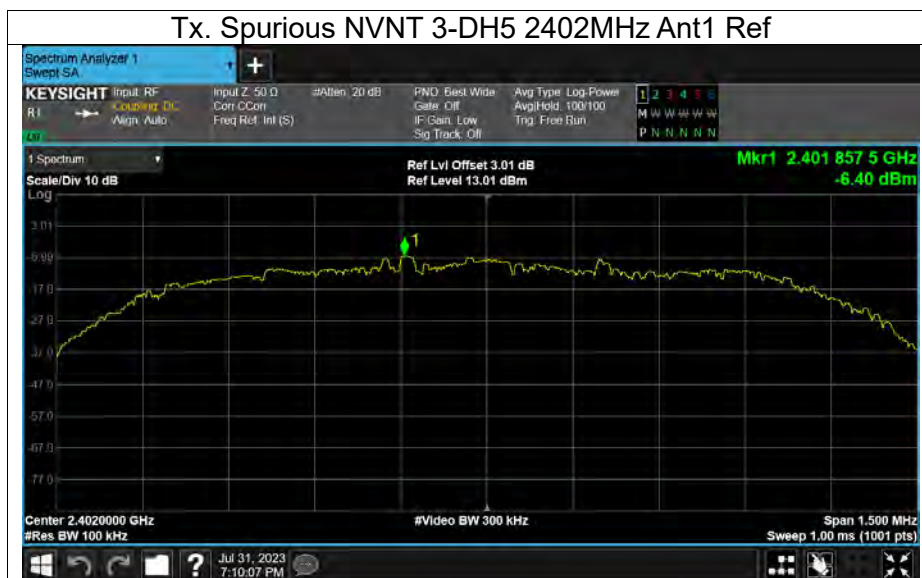 Tx. Spurious NVNT 3-DH5 2402MHz Ant1 Ref
Spectrum Analyzer 1
Swept SA
+
KEYSIGHT Input: RF Input Z: 50 Ω #Atten: 20 dB PNO: Best Wide Avg Type: Log-Power 1 2 3 4 5 6
Coupling: DC Corr CCorr Gate: Off Avg|Hold: 100/100 M W W W W W
Align: Auto Freq Ref: Int (S) IF Gain: Low Trig: Free Run
Sig Track: Off P N N N N N
1 Spectrum
Ref Lvl Offset 3.01 dB Mkr1 2.401 857 5 GHz
Scale/Div 10 dB Ref Level 13.01 dBm -6.40 dBm
Log
3.01
1
-6.99
-17.0
-27.0
-37.0
-47.0
-57.0
-67.0
-77.0
Center 2.4020000 GHz #Video BW 300 kHz Span 1.500 MHz
#Res BW 100 kHz Sweep 1.00 ms (1001 pts)
? Jul 31, 2023
7:10:07 PM